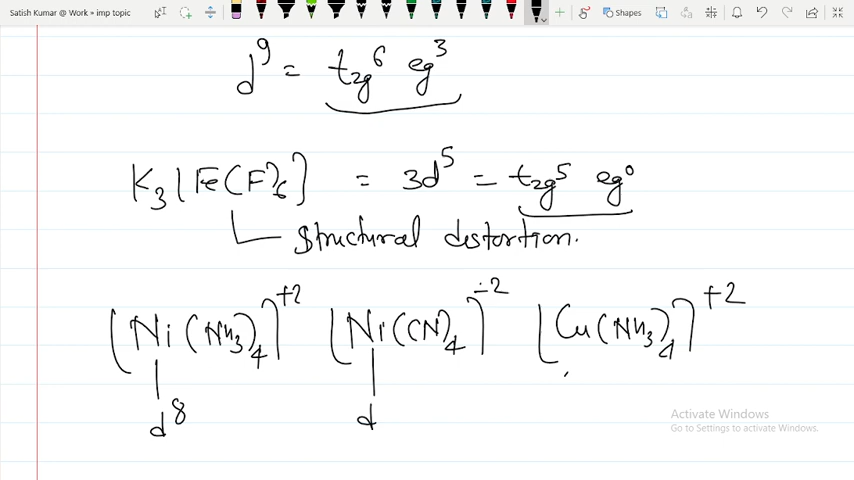 Satish Kumar @ Work » imp topic
Shapes
d⁹ = t₂g⁶ eg³
K₃[Fe(F)₆] = 3d⁵ = t₂g⁵ eg⁰
Structural distortion.
[Ni(NH₃)₄]⁺² [Ni(CN)₄]⁻² [Cu(NH₃)₄]⁺²
d⁸ d
Activate Windows
Go to Settings to activate Windows.